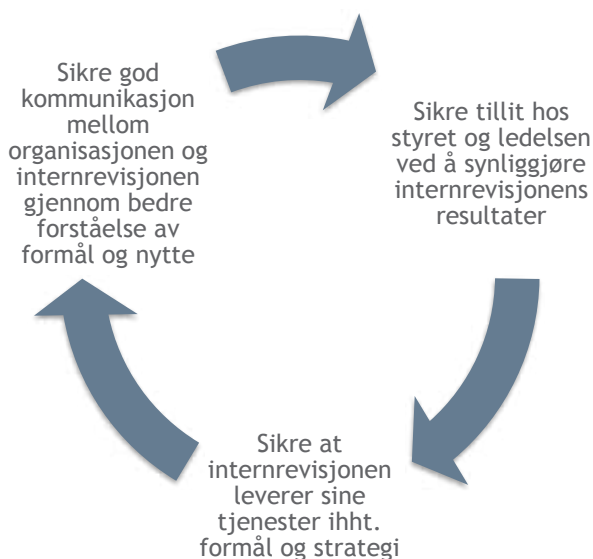 Sikre god
kommunikasjon
mellom
organisasjonen og
internrevisjonen
gjennom bedre
forståelse av
formål og nytte
Sikre tillit hos
styret og ledelsen
ved å synliggjøre
internrevisjonens
resultater
Sikre at
internrevisjonen
leverer sine
tjenester ihht.
formål og strategi